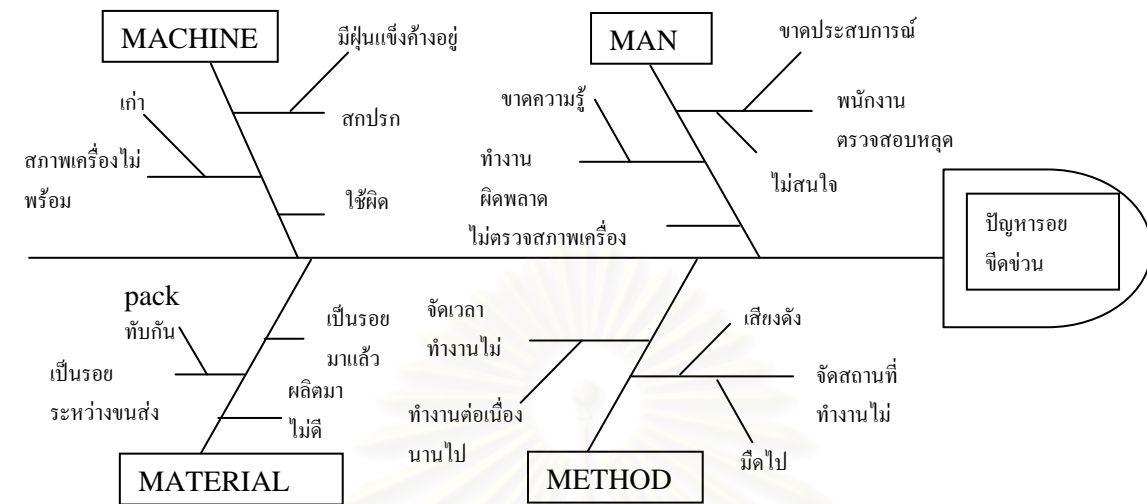 MACHINE
มีฝุ่นแข็งค้างอยู่
เก่า
สกปรก
สภาพเครื่องไม่
พร้อม
ใช้ผิด
MAN
ขาดประสบการณ์
ขาดความรู้
พนักงาน
ตรวจสอบหลุด
ทำงาน
ผิดพลาด
ไม่สนใจ
ไม่ตรวจสภาพเครื่อง
ปัญหารอย
ขีดข่วน
pack
ทับกัน
เป็นรอย
มาแล้ว
เป็นรอย
ระหว่างขนส่ง
ผลิตมา
ไม่ดี
MATERIAL
จัดเวลา
ทำงานไม่
เสียงดัง
จัดสถานที่
ทำงานไม่
ทำงานต่อเนื่อง
นานไป
มืดไป
METHOD